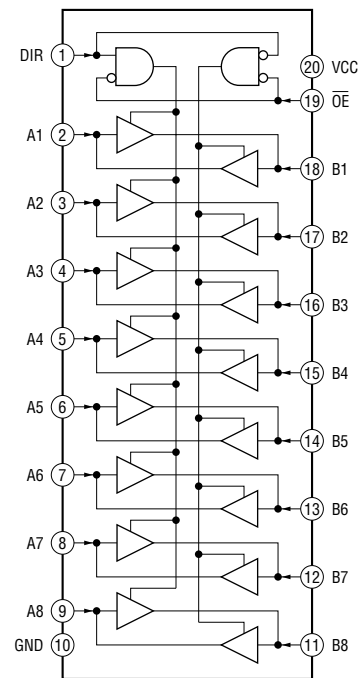 DIR 1
20 VCC
19 O̅E̅
A1 2
18 B1
A2 3
17 B2
A3 4
16 B3
A4 5
15 B4
A5 6
14 B5
A6 7
13 B6
A7 8
12 B7
A8 9
GND 10
11 B8